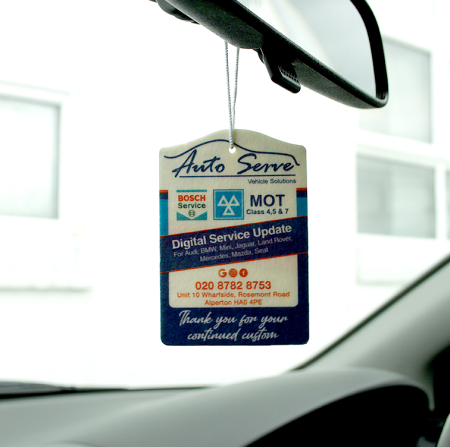 Auto Serve
Vehicle Solutions
BOSCH
Service
MOT
Class 4,5 & 7
Digital Service Update
For Audi, BMW, Mini, Jaguar, Land Rover,
Mercedes, Mazda, Seat
020 8782 8753
Unit 10 Wharfside, Rosemont Road
Alperton HA0 4PE
Thank you for your
continued custom